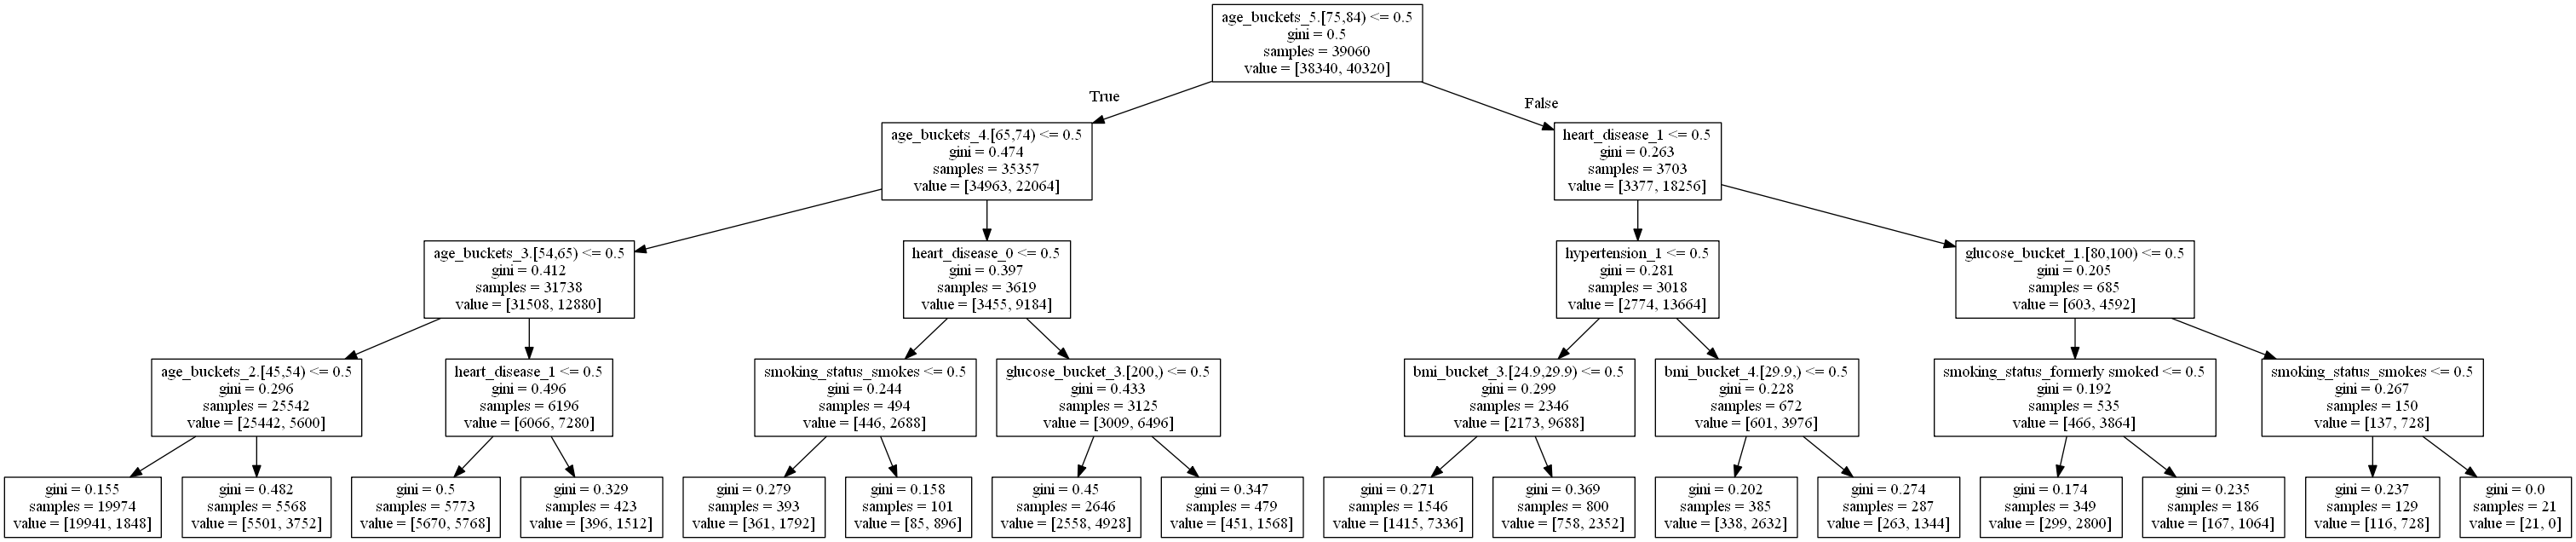 age_buckets_5.[75,84) <= 0.5
gini = 0.5
samples = 39060
value = [38340, 40320]
True
False
age_buckets_4.[65,74) <= 0.5
gini = 0.474
samples = 35357
value = [34963, 22064]
heart_disease_1 <= 0.5
gini = 0.263
samples = 3703
value = [3377, 18256]
age_buckets_3.[54,65) <= 0.5
gini = 0.412
samples = 31738
value = [31508, 12880]
heart_disease_0 <= 0.5
gini = 0.397
samples = 3619
value = [3455, 9184]
hypertension_1 <= 0.5
gini = 0.281
samples = 3018
value = [2774, 13664]
glucose_bucket_1.[80,100) <= 0.5
gini = 0.205
samples = 685
value = [603, 4592]
age_buckets_2.[45,54) <= 0.5
gini = 0.296
samples = 25542
value = [25442, 5600]
heart_disease_1 <= 0.5
gini = 0.496
samples = 6196
value = [6066, 7280]
smoking_status_smokes <= 0.5
gini = 0.244
samples = 494
value = [446, 2688]
glucose_bucket_3.[200,) <= 0.5
gini = 0.433
samples = 3125
value = [3009, 6496]
bmi_bucket_3.[24.9,29.9) <= 0.5
gini = 0.299
samples = 2346
value = [2173, 9688]
bmi_bucket_4.[29.9,) <= 0.5
gini = 0.228
samples = 672
value = [601, 3976]
smoking_status_formerly smoked <= 0.5
gini = 0.192
samples = 535
value = [466, 3864]
smoking_status_smokes <= 0.5
gini = 0.267
samples = 150
value = [137, 728]
gini = 0.155
samples = 19974
value = [19941, 1848]
gini = 0.482
samples = 5568
value = [5501, 3752]
gini = 0.5
samples = 5773
value = [5670, 5768]
gini = 0.329
samples = 423
value = [396, 1512]
gini = 0.279
samples = 393
value = [361, 1792]
gini = 0.158
samples = 101
value = [85, 896]
gini = 0.45
samples = 2646
value = [2558, 4928]
gini = 0.347
samples = 479
value = [451, 1568]
gini = 0.271
samples = 1546
value = [1415, 7336]
gini = 0.369
samples = 800
value = [758, 2352]
gini = 0.202
samples = 385
value = [338, 2632]
gini = 0.274
samples = 287
value = [263, 1344]
gini = 0.174
samples = 349
value = [299, 2800]
gini = 0.235
samples = 186
value = [167, 1064]
gini = 0.237
samples = 129
value = [116, 728]
gini = 0.0
samples = 21
value = [21, 0]